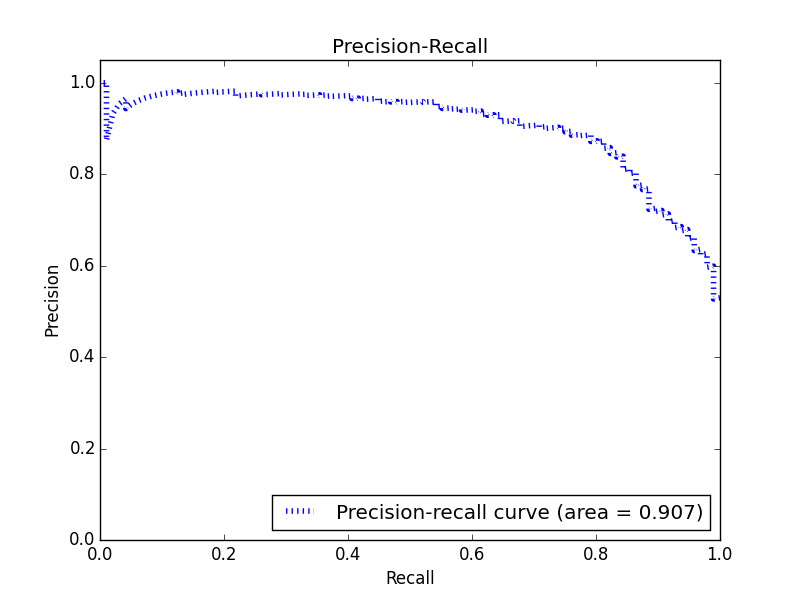 Precision-Recall
1.0
0.8
0.6
0.4
0.2
0.0
Precision
Precision-recall curve (area = 0.907)
0.0 0.2 0.4 0.6 0.8 1.0
Recall